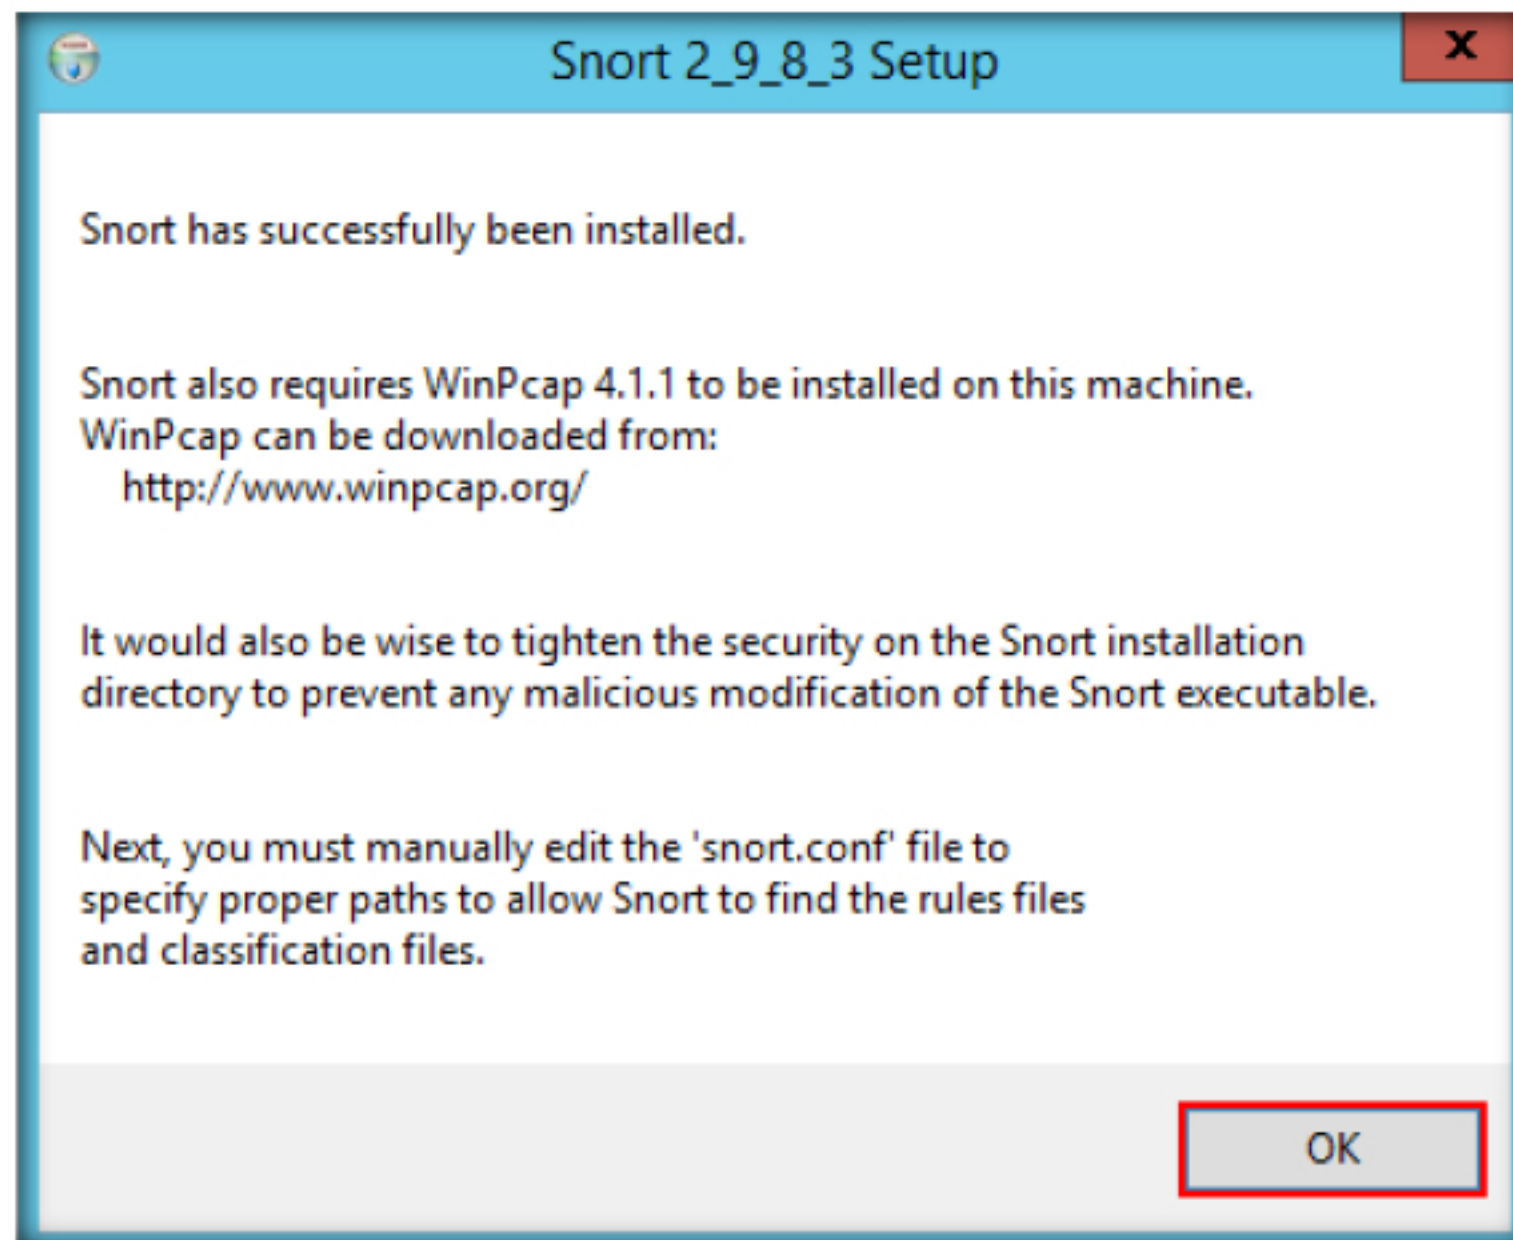 Snort 2_9_8_3 Setup
x
Snort has successfully been installed.
Snort also requires WinPcap 4.1.1 to be installed on this machine.
WinPcap can be downloaded from:
http://www.winpcap.org/
It would also be wise to tighten the security on the Snort installation
directory to prevent any malicious modification of the Snort executable.
Next, you must manually edit the 'snort.conf' file to
specify proper paths to allow Snort to find the rules files
and classification files.
OK